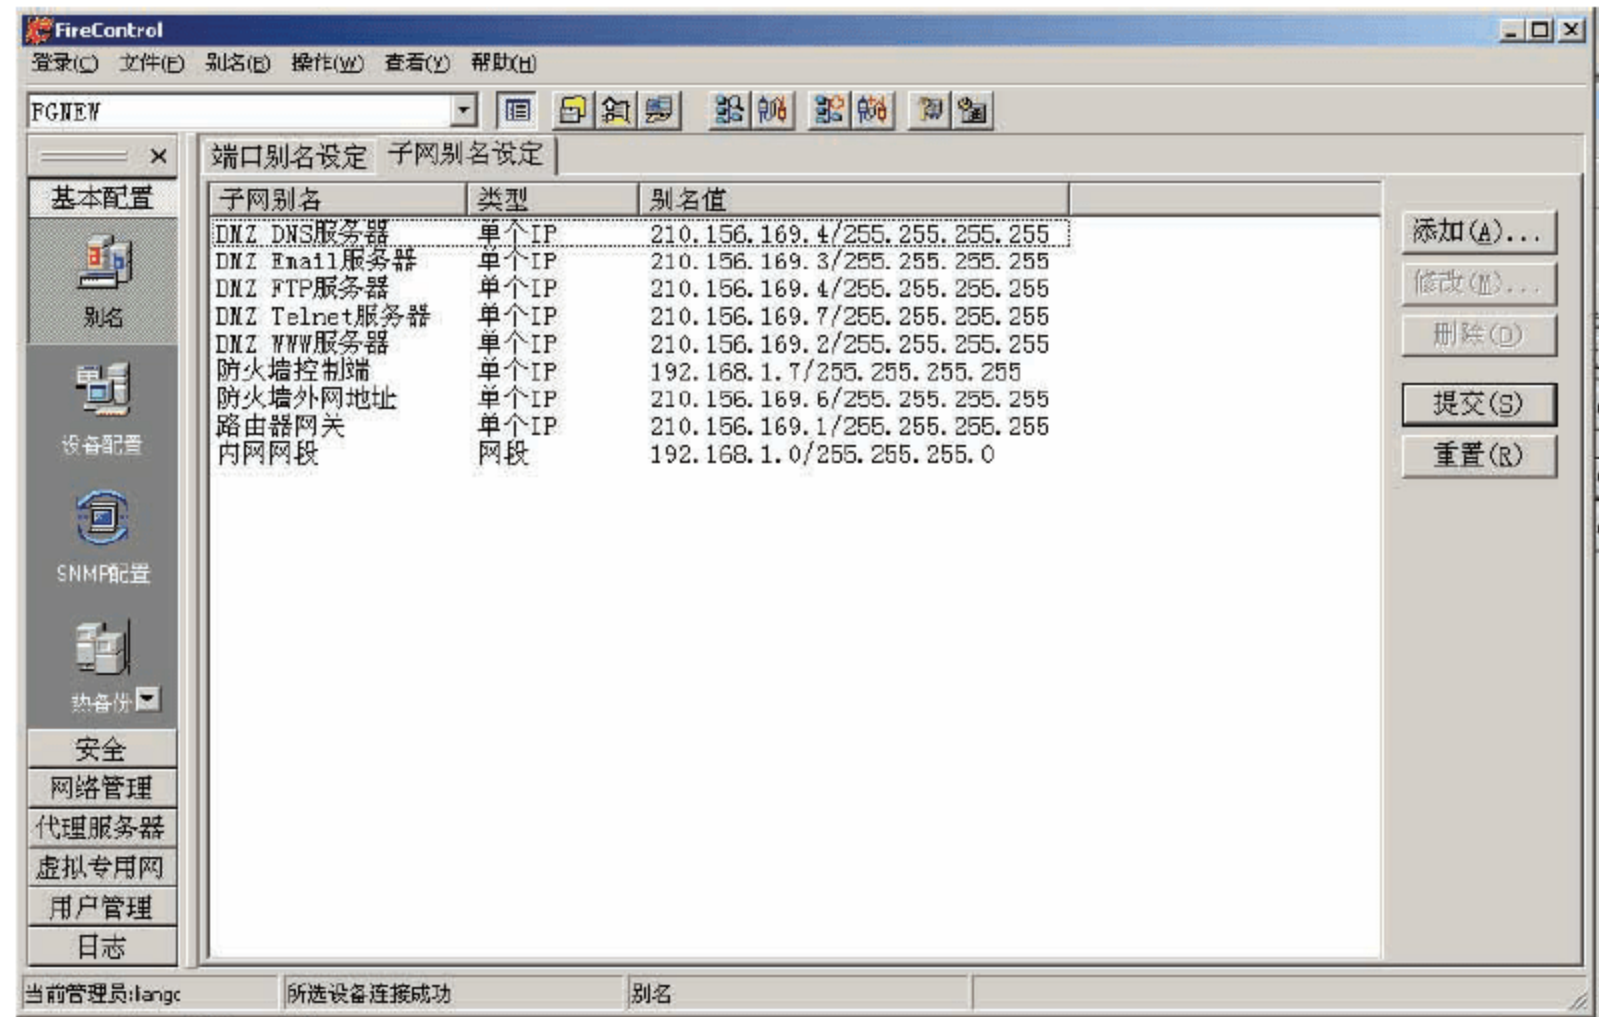 FireControl
登录(C) 文件(F) 别名(B) 操作(W) 查看(Y) 帮助(H)
FGNEW
端口别名设定 子网别名设定
基本配置
子网别名 类型 别名值
DMZ DNS服务器 单个IP 210.156.169.4/255.255.255.255
DMZ Email服务器 单个IP 210.156.169.3/255.255.255.255
DMZ FTP服务器 单个IP 210.156.169.4/255.255.255.255
DMZ Telnet服务器 单个IP 210.156.169.7/255.255.255.255
DMZ WWW服务器 单个IP 210.156.169.2/255.255.255.255
防火墙控制端 单个IP 192.168.1.7/255.255.255.255
防火墙外网地址 单个IP 210.156.169.6/255.255.255.255
路由器网关 单个IP 210.156.169.1/255.255.255.255
内网网段 网段 192.168.1.0/255.255.255.0
添加(A)...
修改(M)...
删除(D)
提交(S)
重置(R)
别名
设备配置
SNMP配置
热备份
安全
网络管理
代理服务器
虚拟专用网
用户管理
日志
当前管理员:liangc 所选设备连接成功 别名